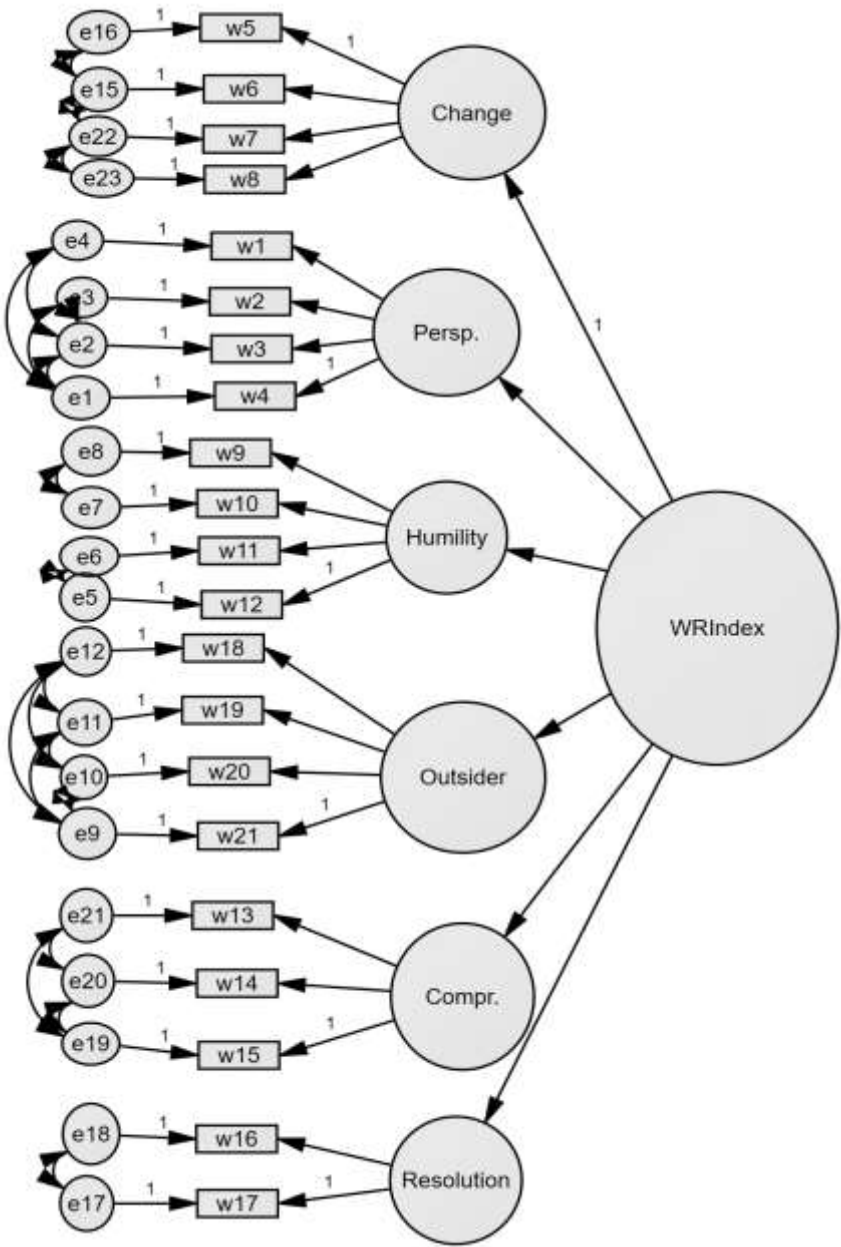 e16 1 w5 1
e15 1 w6
Change
e22 1 w7
e23 1 w8
e4 1 w1
e3 1 w2
Persp.
1
e2 1 w3
e1 1 w4 1
e8 1 w9
e7 1 w10
Humility
e6 1 w11
e5 1 w12 1
WRIndex
e12 1 w18
e11 1 w19
e10 1 w20
Outsider
e9 1 w21 1
e21 1 w13
e20 1 w14
Compr.
e19 1 w15 1
e18 1 w16
Resolution
e17 1 w17 1